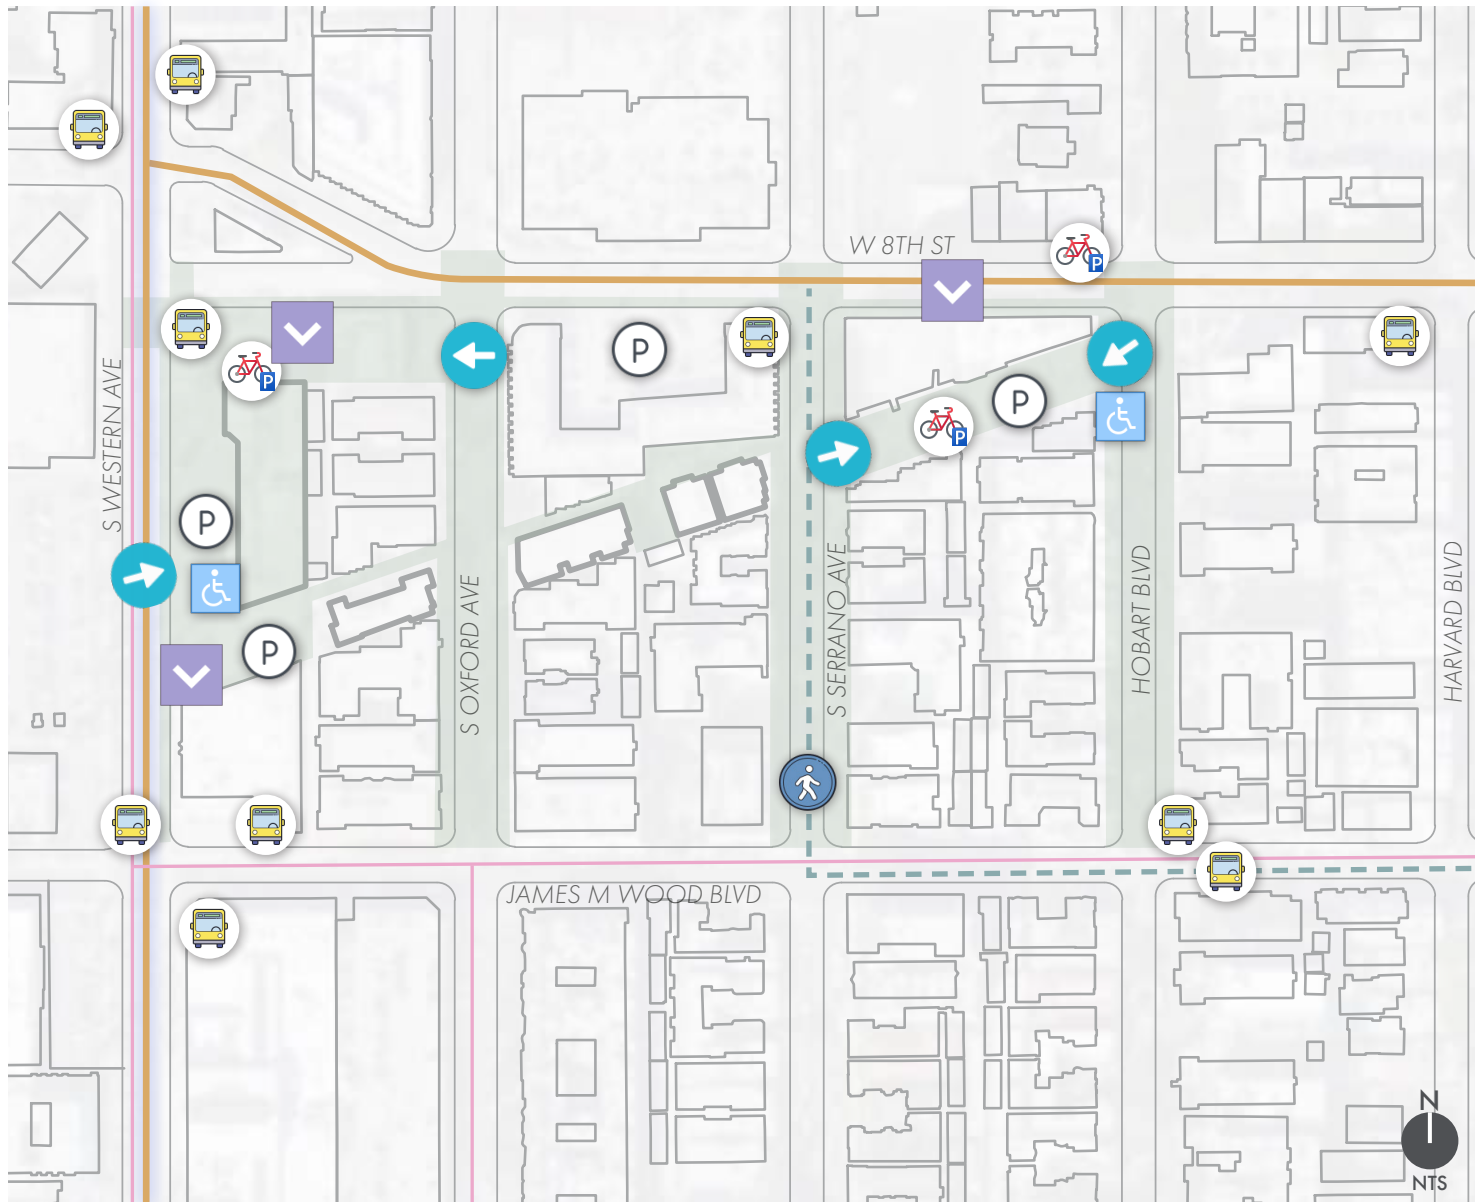 W 8TH ST
P
P
P
P
P
P
P
S WESTERN AVE
S OXFORD AVE
S SERRANO AVE
HOBART BLVD
HARVARD BLVD
JAMES M WOOD BLVD
N
NTS